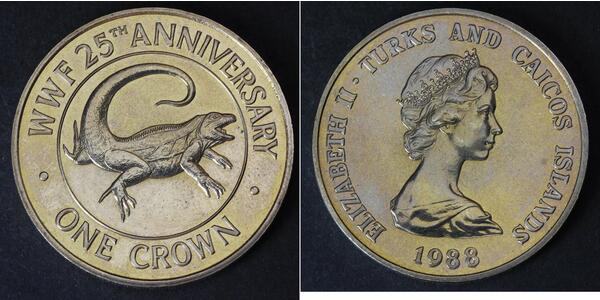 WWF 25TH ANNIVERSARY
· ONE CROWN ·
ELIZABETH II · TURKS AND CAICOS ISLANDS
1988